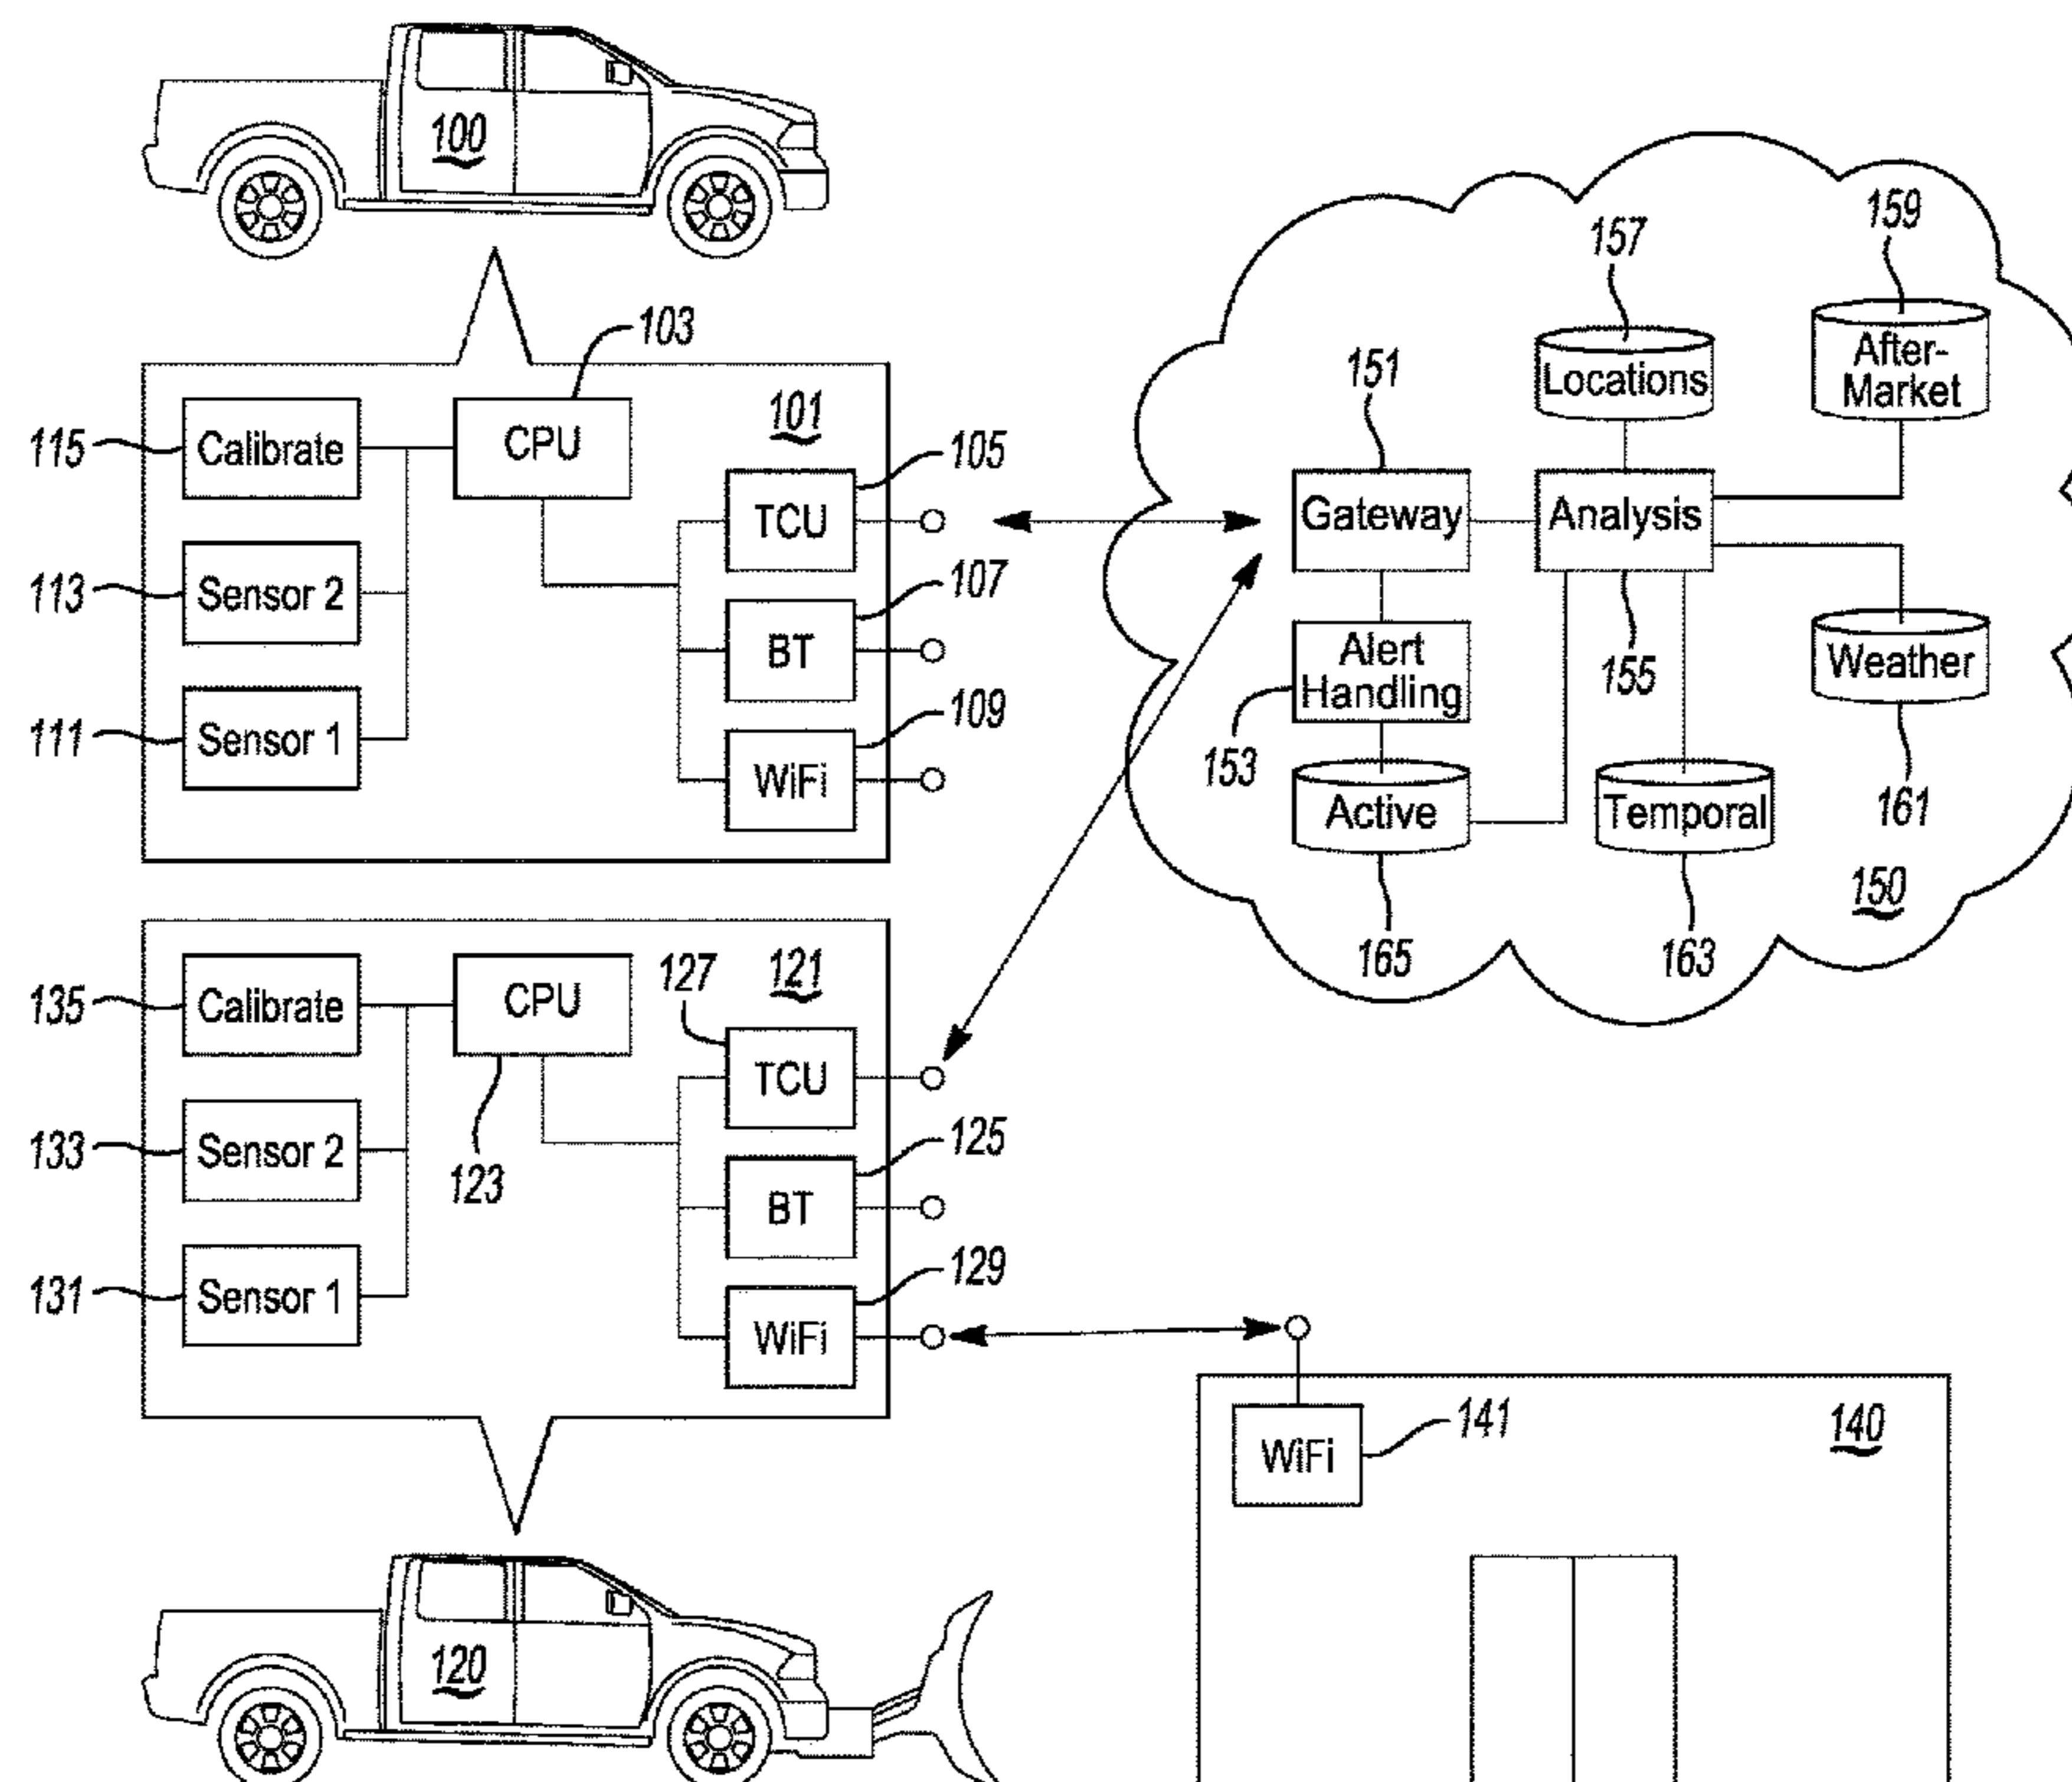 100
103
101
115
Calibrate
CPU
105
TCU
113
Sensor 2
107
BT
111
Sensor 1
109
WiFi
157
159
151
Locations
After-
Market
Gateway
Analysis
Alert
Handling
155
Weather
153
Active
Temporal
161
150
165
163
135
Calibrate
CPU
127
121
TCU
133
Sensor 2
123
125
BT
131
Sensor 1
129
WiFi
WiFi
141
140
120